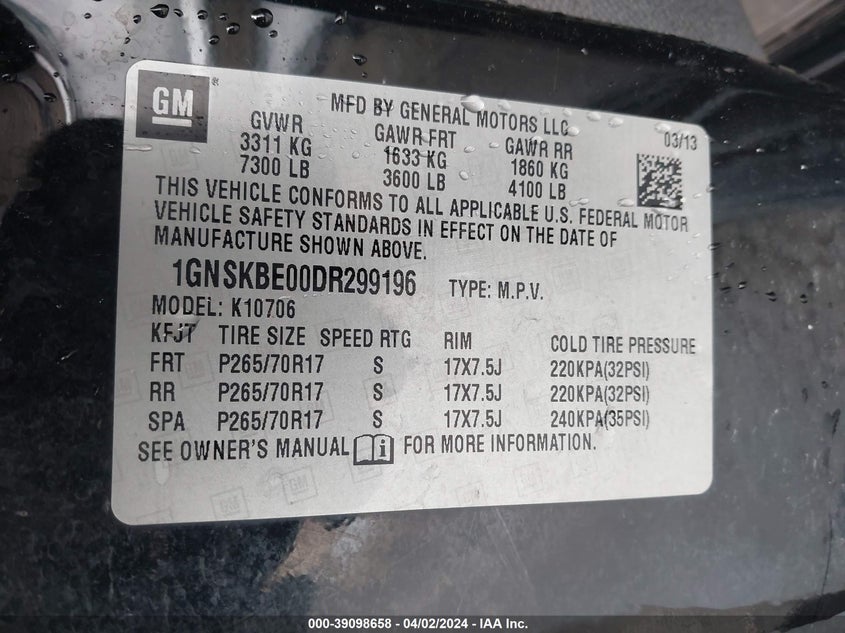 GM
MFD BY GENERAL MOTORS LLC
03/13
GVWR GAWR FRT GAWR RR
3311 KG 1633 KG 1860 KG
7300 LB 3600 LB 4100 LB
THIS VEHICLE CONFORMS TO ALL APPLICABLE U.S. FEDERAL MOTOR
VEHICLE SAFETY STANDARDS IN EFFECT ON THE DATE OF
MANUFACTURE SHOWN ABOVE.
1GNSKBE00DR299196 TYPE: M.P.V.
MODEL: K10706
KFJT TIRE SIZE SPEED RTG RIM COLD TIRE PRESSURE
FRT P265/70R17 S 17X7.5J 220KPA(32PSI)
RR P265/70R17 S 17X7.5J 220KPA(32PSI)
SPA P265/70R17 S 17X7.5J 240KPA(35PSI)
SEE OWNER'S MANUAL i FOR MORE INFORMATION.
000-39098658 - 04/02/2024 - IAA Inc.